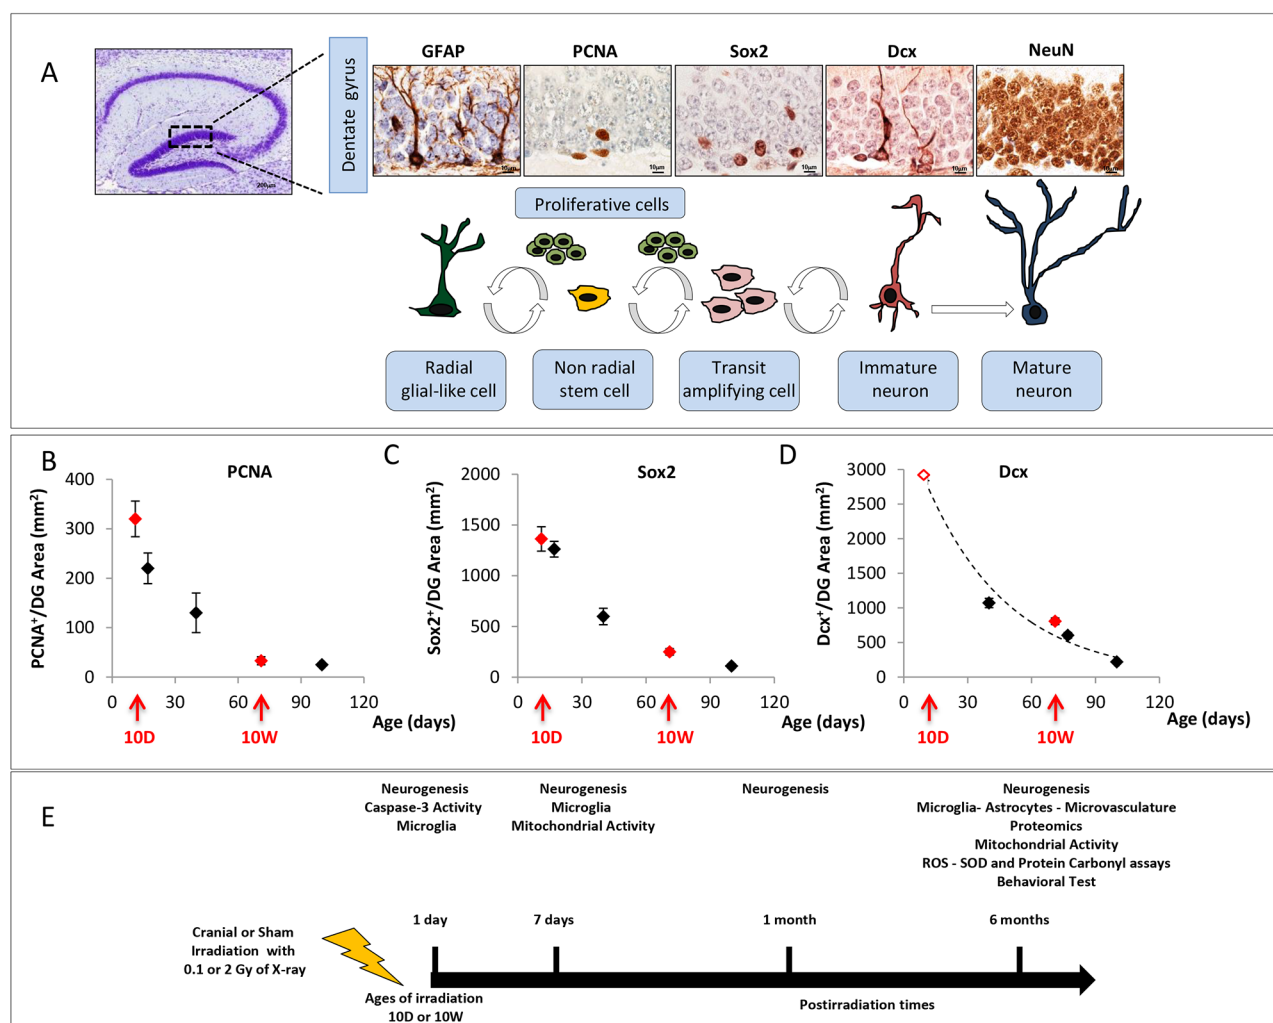 A
Dentate gyrus
200µm
GFAP
PCNA
Sox2
Dcx
NeuN
10µm
10µm
10µm
10µm
10µm
Proliferative cells
Radial
glial-like cell
Non radial
stem cell
Transit
amplifying cell
Immature
neuron
Mature
neuron
B
PCNA
PCNA⁺/DG Area (mm²)
400
300
200
100
0
0 30 60 90 120
Age (days)
10D
10W
C
Sox2
Sox2⁺/DG Area (mm²)
2000
1500
1000
500
0
0 30 60 90 120
Age (days)
10D
10W
D
Dcx
Dcx⁺/DG Area (mm²)
3000
2500
2000
1500
1000
500
0
0 30 60 90 120
Age (days)
10D
10W
E
Neurogenesis
Caspase-3 Activity
Microglia
Neurogenesis
Microglia
Mitochondrial Activity
Neurogenesis
Neurogenesis
Microglia- Astrocytes - Microvasculature
Proteomics
Mitochondrial Activity
ROS - SOD and Protein Carbonyl assays
Behavioral Test
1 day
7 days
1 month
6 months
Cranial or Sham
Irradiation with
0.1 or 2 Gy of X-ray
Ages of irradiation
10D or 10W
Postirradiation times